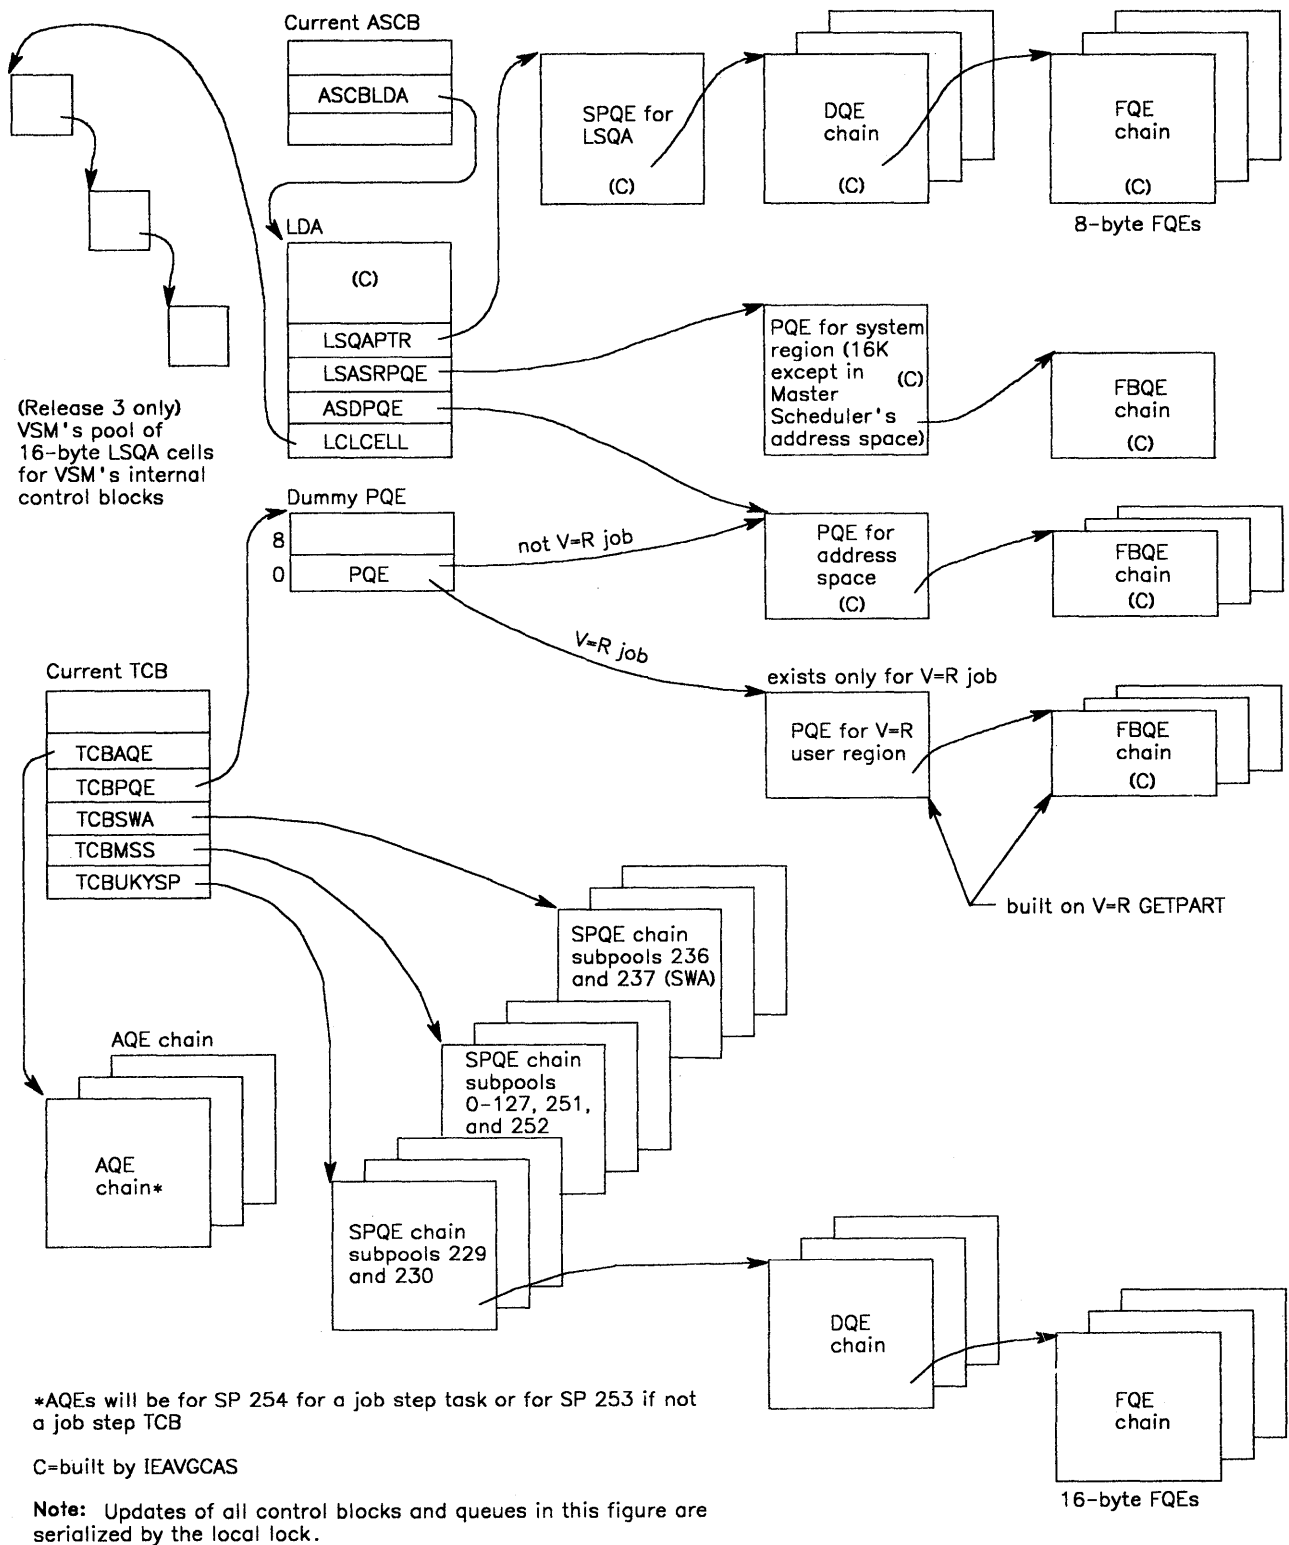 Current ASCB
ASCBLDA
SPQE for
LSQA
(C)
DQE
chain
(C)
FQE
chain
(C)
8-byte FQEs
LDA
(C)
LSQAPTR
LSASRPQE
ASDPQE
LCLCELL
PQE for system
region (16K
except in
(C)
Master
Scheduler's
address space)
FBQE
chain
(C)
(Release 3 only)
VSM's pool of
16-byte LSQA cells
for VSM's internal
control blocks
Dummy PQE
8
0
PQE
not V=R job
V=R job
PQE for
address
space
(C)
FBQE
chain
(C)
exists only for V=R job
PQE for V=R
user region
FBQE
chain
(C)
built on V=R GETPART
Current TCB
TCBAQE
TCBPQE
TCBSWA
TCBMSS
TCBUKYSP
SPQE chain
subpools 236
and 237 (SWA)
SPQE chain
subpools
0-127, 251,
and 252
AQE chain
AQE
chain*
SPQE chain
subpools 229
and 230
DQE
chain
FQE
chain
16-byte FQEs
*AQEs will be for SP 254 for a job step task or for SP 253 if not
a job step TCB
C=built by IEAVGCAS
Note: Updates of all control blocks and queues in this figure are
serialized by the local lock.